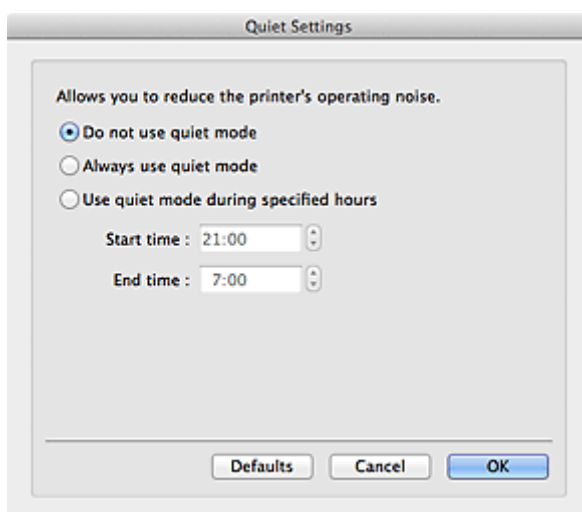 Quiet Settings
Allows you to reduce the printer's operating noise.
Do not use quiet mode
Always use quiet mode
Use quiet mode during specified hours
Start time : 21:00
End time : 7:00
Defaults Cancel OK